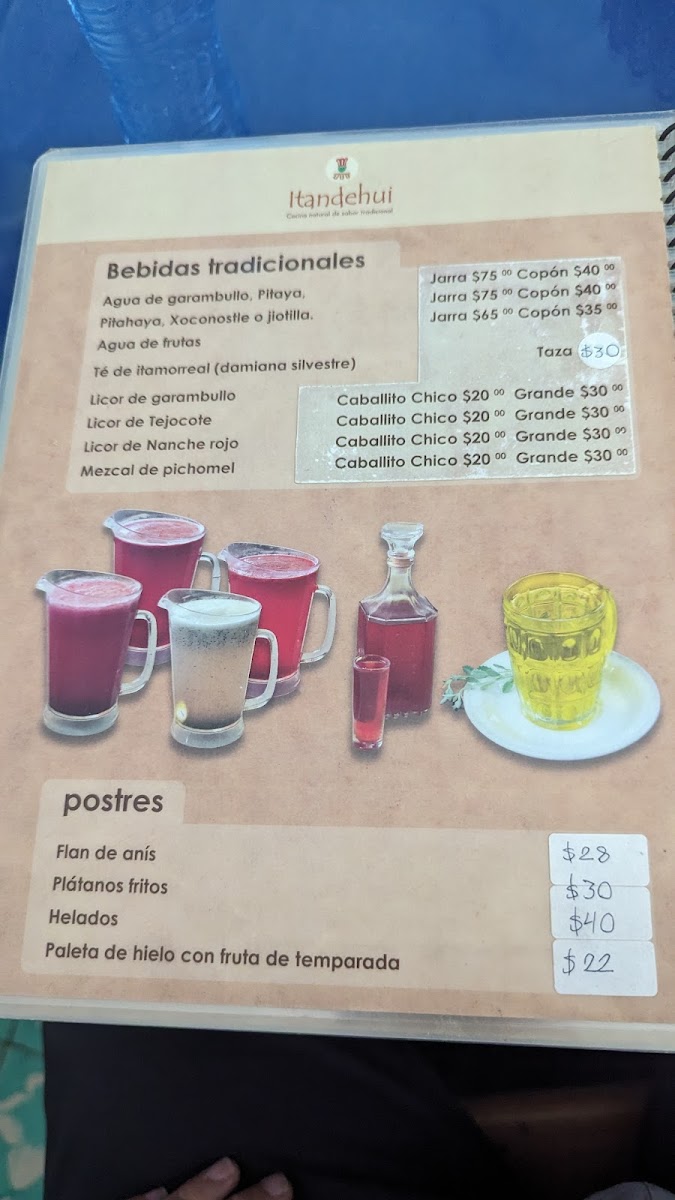 Itandehui
Cocina natural de sabor tradicional
Bebidas tradicionales
Agua de garambullo, Pitaya, Jarra $75 00 Copón $40 00
Pitahaya, Xoconostle o jiotilla. Jarra $75 00 Copón $40 00
Agua de frutas Jarra $65 00 Copón $35 00
Té de itamorreal (damiana silvestre) Taza $30
Licor de garambullo Caballito Chico $20 00 Grande $30 00
Licor de Tejocote Caballito Chico $20 00 Grande $30 00
Licor de Nanche rojo Caballito Chico $20 00 Grande $30 00
Mezcal de pichomel Caballito Chico $20 00 Grande $30 00
postres
Flan de anís $28
Plátanos fritos $30
Helados $40
Paleta de hielo con fruta de temparada $22